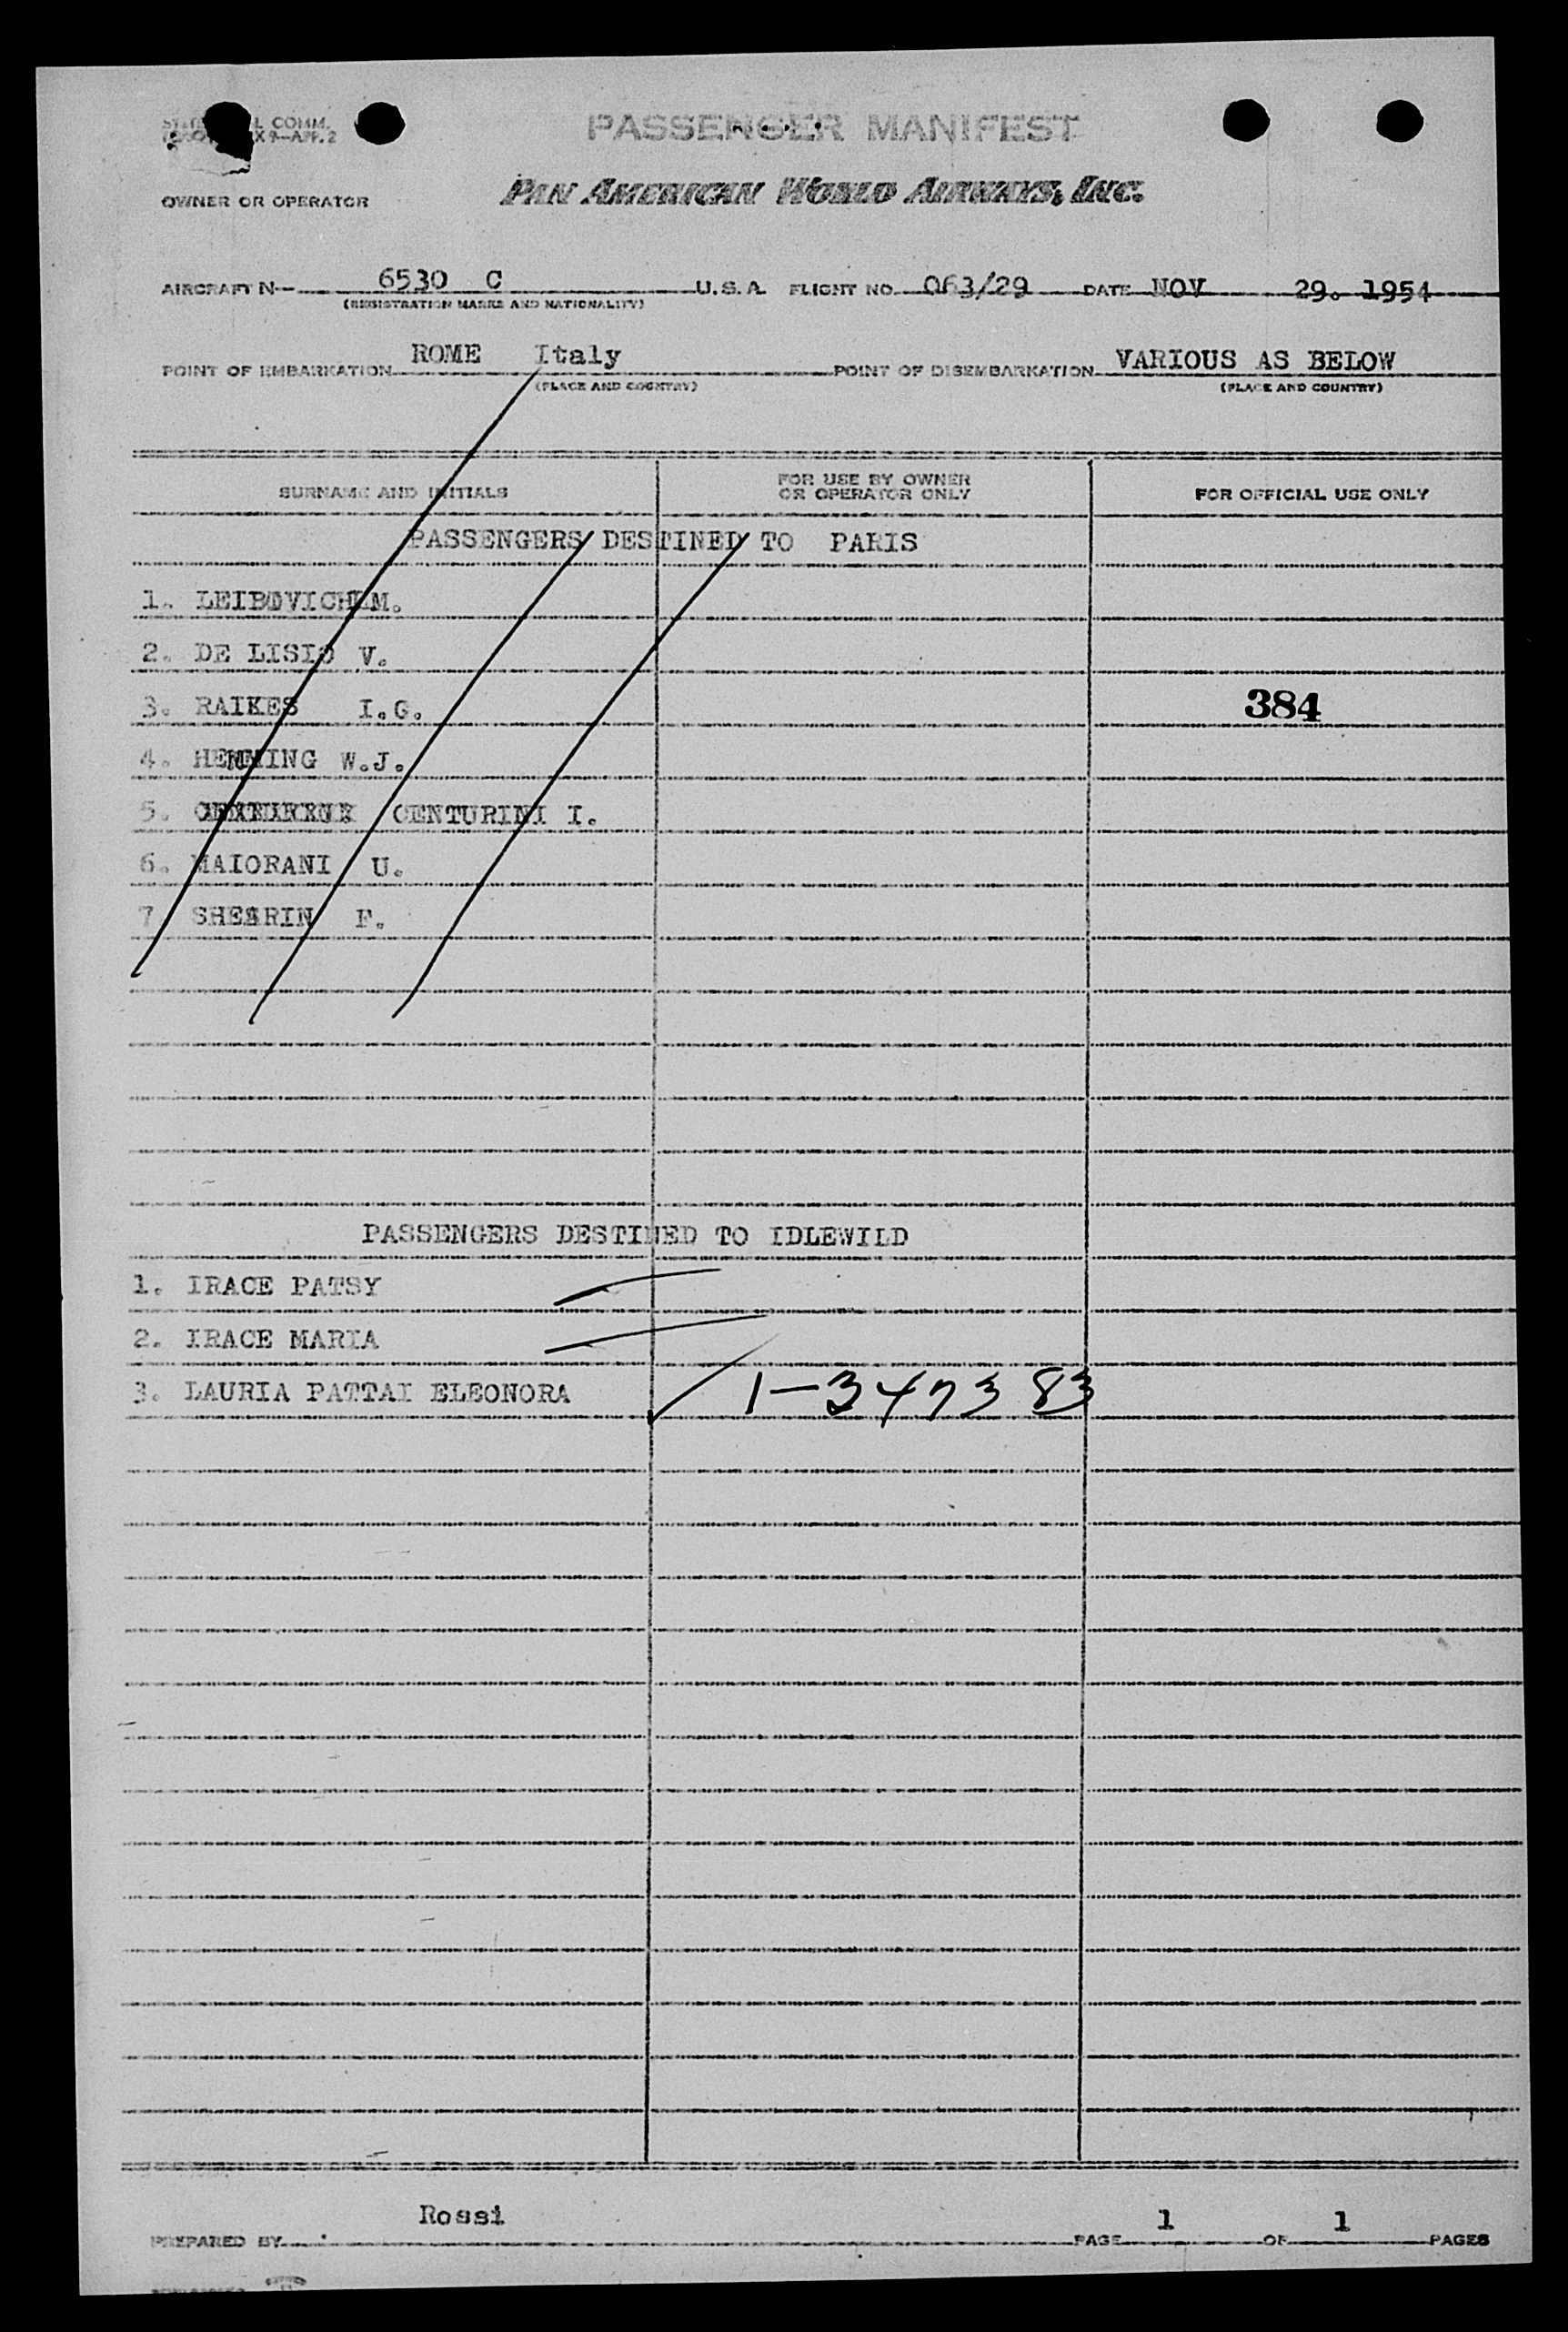 L COMM.
X 9—APP. 2
PASSENGER MANIFEST
OWNER OR OPERATOR
PAN AMERICAN WORLD AIRWAYS, INC.
AIRCRAFT N— 6530 C U.S.A. FLIGHT NO. 063/29 DATE NOV 29. 1954
(REGISTRATION MARKS AND NATIONALITY)
POINT OF EMBARKATION ROME Italy POINT OF DISEMBARKATION VARIOUS AS BELOW
(PLACE AND COUNTRY) (PLACE AND COUNTRY)
SURNAME AND INITIALS FOR USE BY OWNER OR OPERATOR ONLY FOR OFFICIAL USE ONLY
PASSENGERS DESTINED TO PARIS
1. LEIBOVICH M.
2. DE LISIO V.
3. RAIKES I.G. 384
4. HEMMING W.J.
5. CENTURINI I.
6. MAIORANI U.
7 SHEARIN F.
PASSENGERS DESTINED TO IDLEWILD
1. IRACE PATSY
2. IRACE MARIA
3. LAURIA PATTAI ELEONORA 1-347383
PREPARED BY Rossi PAGE 1 OF 1 PAGES